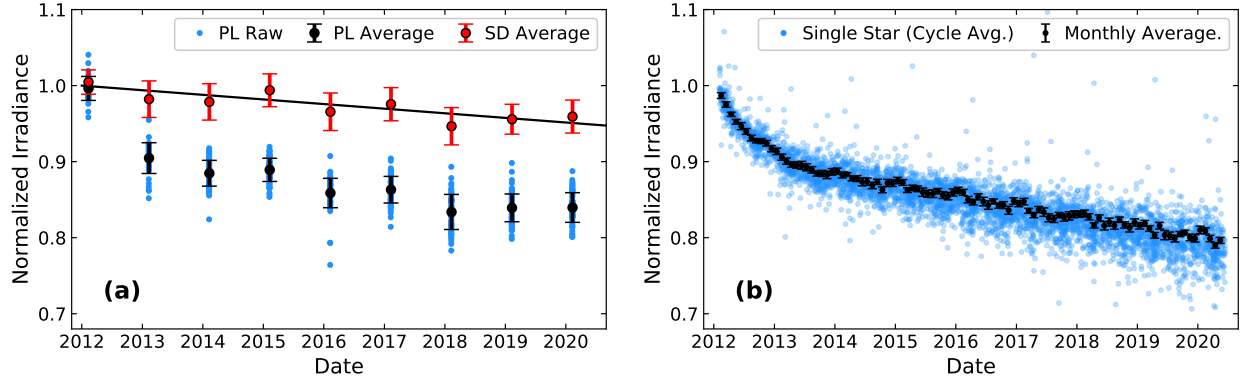 1.1
1.0
0.9
0.8
0.7
Normalized Irradiance
PL Raw PL Average SD Average
(a)
2012 2013 2014 2015 2016 2017 2018 2019 2020
Date
1.1
1.0
0.9
0.8
0.7
Normalized Irradiance
Single Star (Cycle Avg.) Monthly Average.
(b)
2012 2013 2014 2015 2016 2017 2018 2019 2020
Date